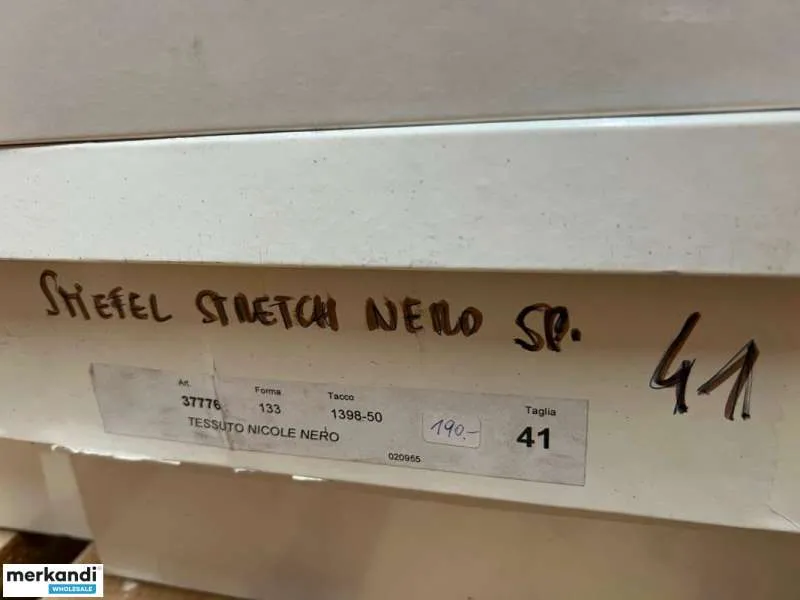 STIEFEL STRETCH NERO SP. 41
Art. Forma Tacco Taglia
37776 133 1398-50 190.- 41
TESSUTO NICOLE NERO
020955
merkandi
WHOLESALE